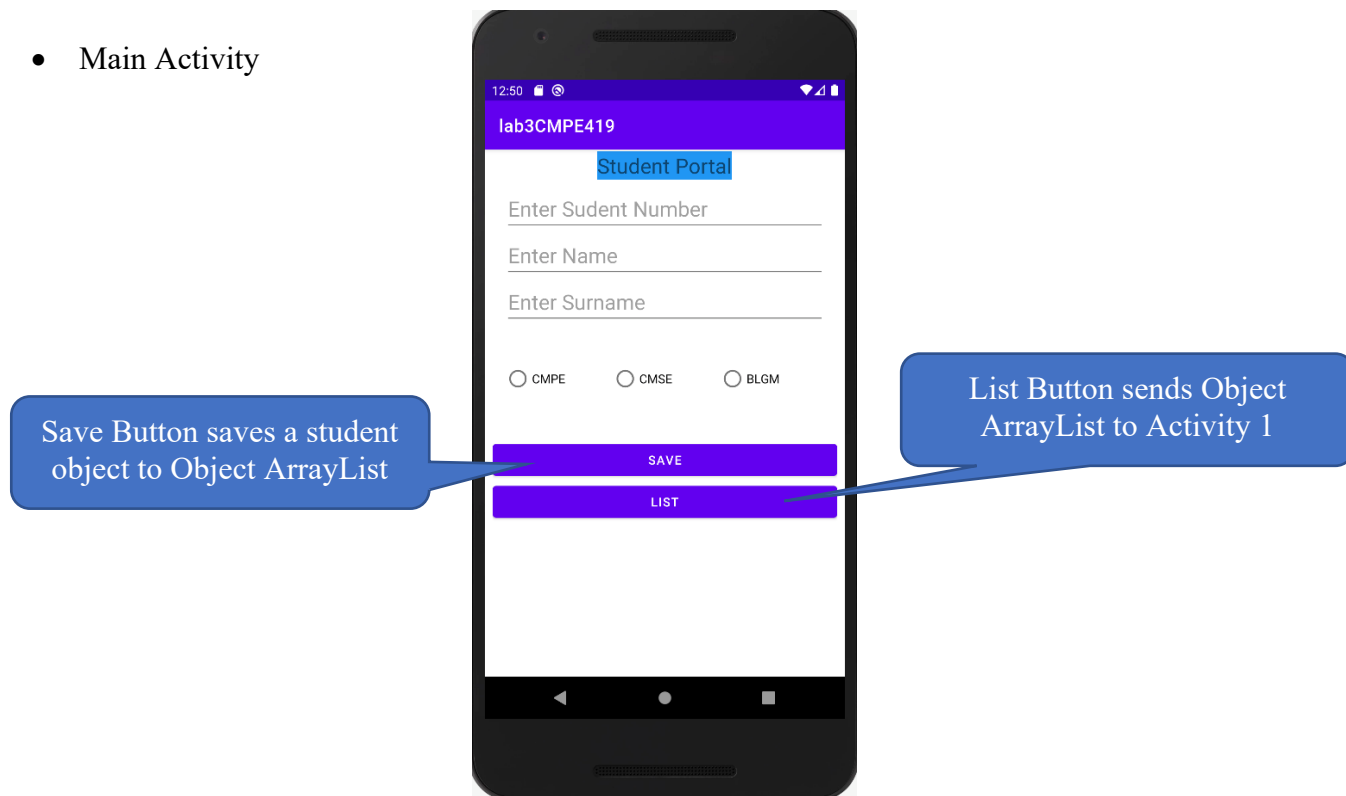 • Main Activity
12:50
lab3CMPE419
Student Portal
Enter Sudent Number
Enter Name
Enter Surname
CMPE CMSE BLGM
Save Button saves a student
object to Object ArrayList
List Button sends Object
ArrayList to Activity 1
SAVE
LIST